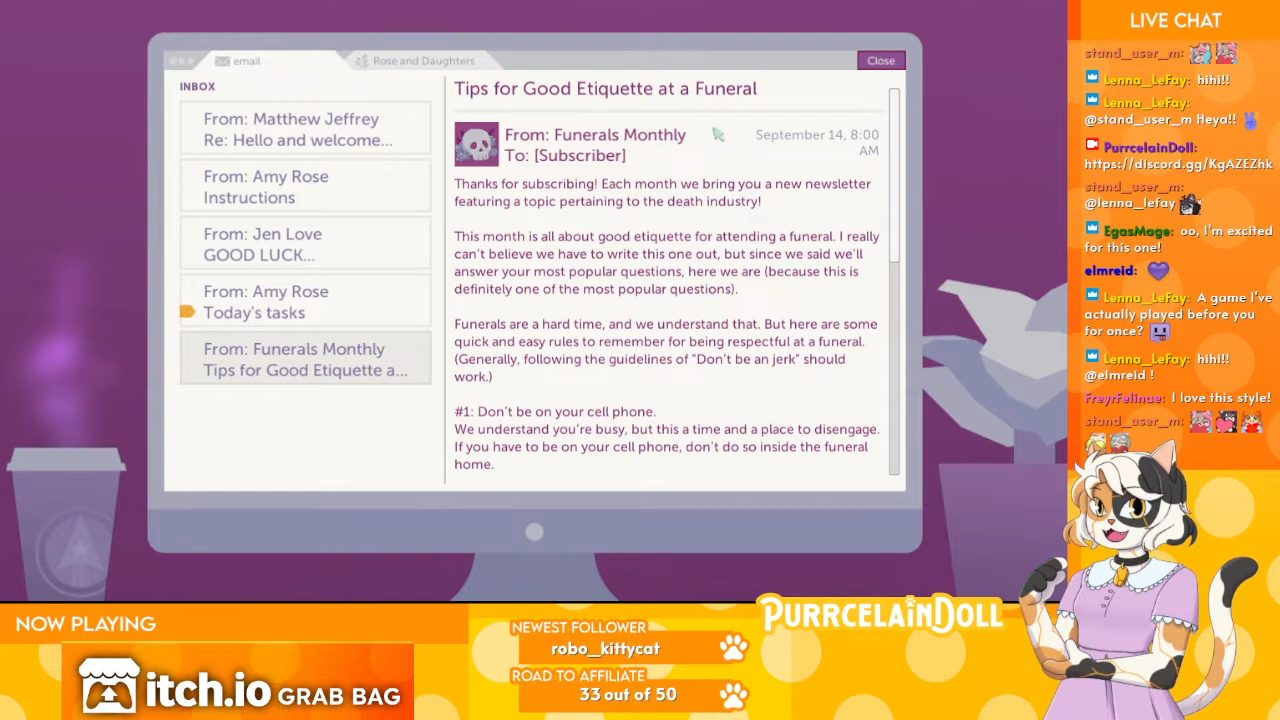 email
Rose and Daughters
Close
INBOX
From: Matthew Jeffrey
Re: Hello and welcome...
From: Amy Rose
Instructions
From: Jen Love
GOOD LUCK...
From: Amy Rose
Today's tasks
From: Funerals Monthly
Tips for Good Etiquette a...
Tips for Good Etiquette at a Funeral
From: Funerals Monthly
To: [Subscriber]
September 14, 8:00
AM
Thanks for subscribing! Each month we bring you a new newsletter
featuring a topic pertaining to the death industry!
This month is all about good etiquette for attending a funeral. I really
can't believe we have to write this one out, but since we said we'll
answer your most popular questions, here we are (because this is
definitely one of the most popular questions).
Funerals are a hard time, and we understand that. But here are some
quick and easy rules to remember for being respectful at a funeral.
(Generally, following the guidelines of "Don't be an jerk" should
work.)
#1: Don't be on your cell phone.
We understand you're busy, but this a time and a place to disengage.
If you have to be on your cell phone, don't do so inside the funeral
home.
LIVE CHAT
stand_user_m:
Lenna_LeFay: hihi!!
Lenna_LeFay:
@stand_user_m Heya!!
PurrcelainDoll:
https://discord.gg/KgAZEZhk
stand_user_m:
@lenna_lefay
EgasMage: oo, I'm excited
for this one!
elmreid:
Lenna_LeFay: A game I've
actually played before you
for once?
Lenna_LeFay: hihi!!
@elmreid !
FreyrFelinae: I love this style!
stand_user_m:
NOW PLAYING
itch.io GRAB BAG
NEWEST FOLLOWER
robo_kittycat
ROAD TO AFFILIATE
33 out of 50
PURRCELAINDOLL